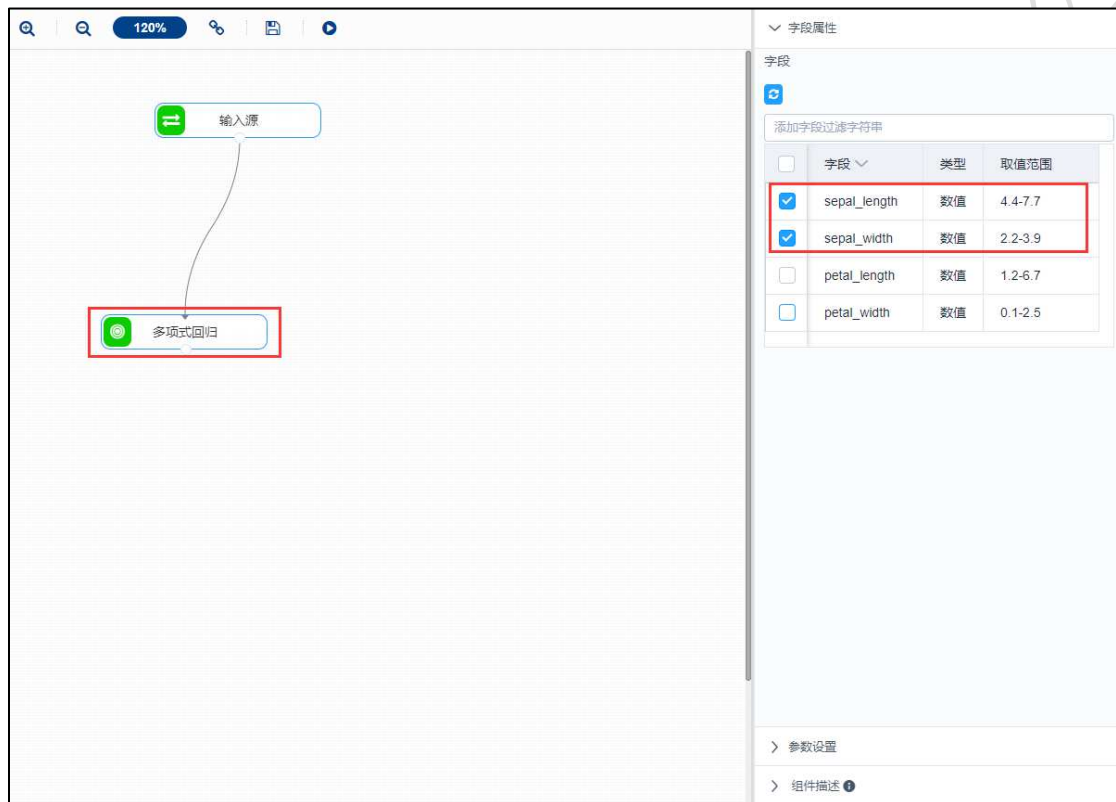 120%
输入源
多项式回归
字段属性
字段
添加字段过滤字符串
字段 类型 取值范围
sepal_length 数值 4.4-7.7
sepal_width 数值 2.2-3.9
petal_length 数值 1.2-6.7
petal_width 数值 0.1-2.5
参数设置
组件描述